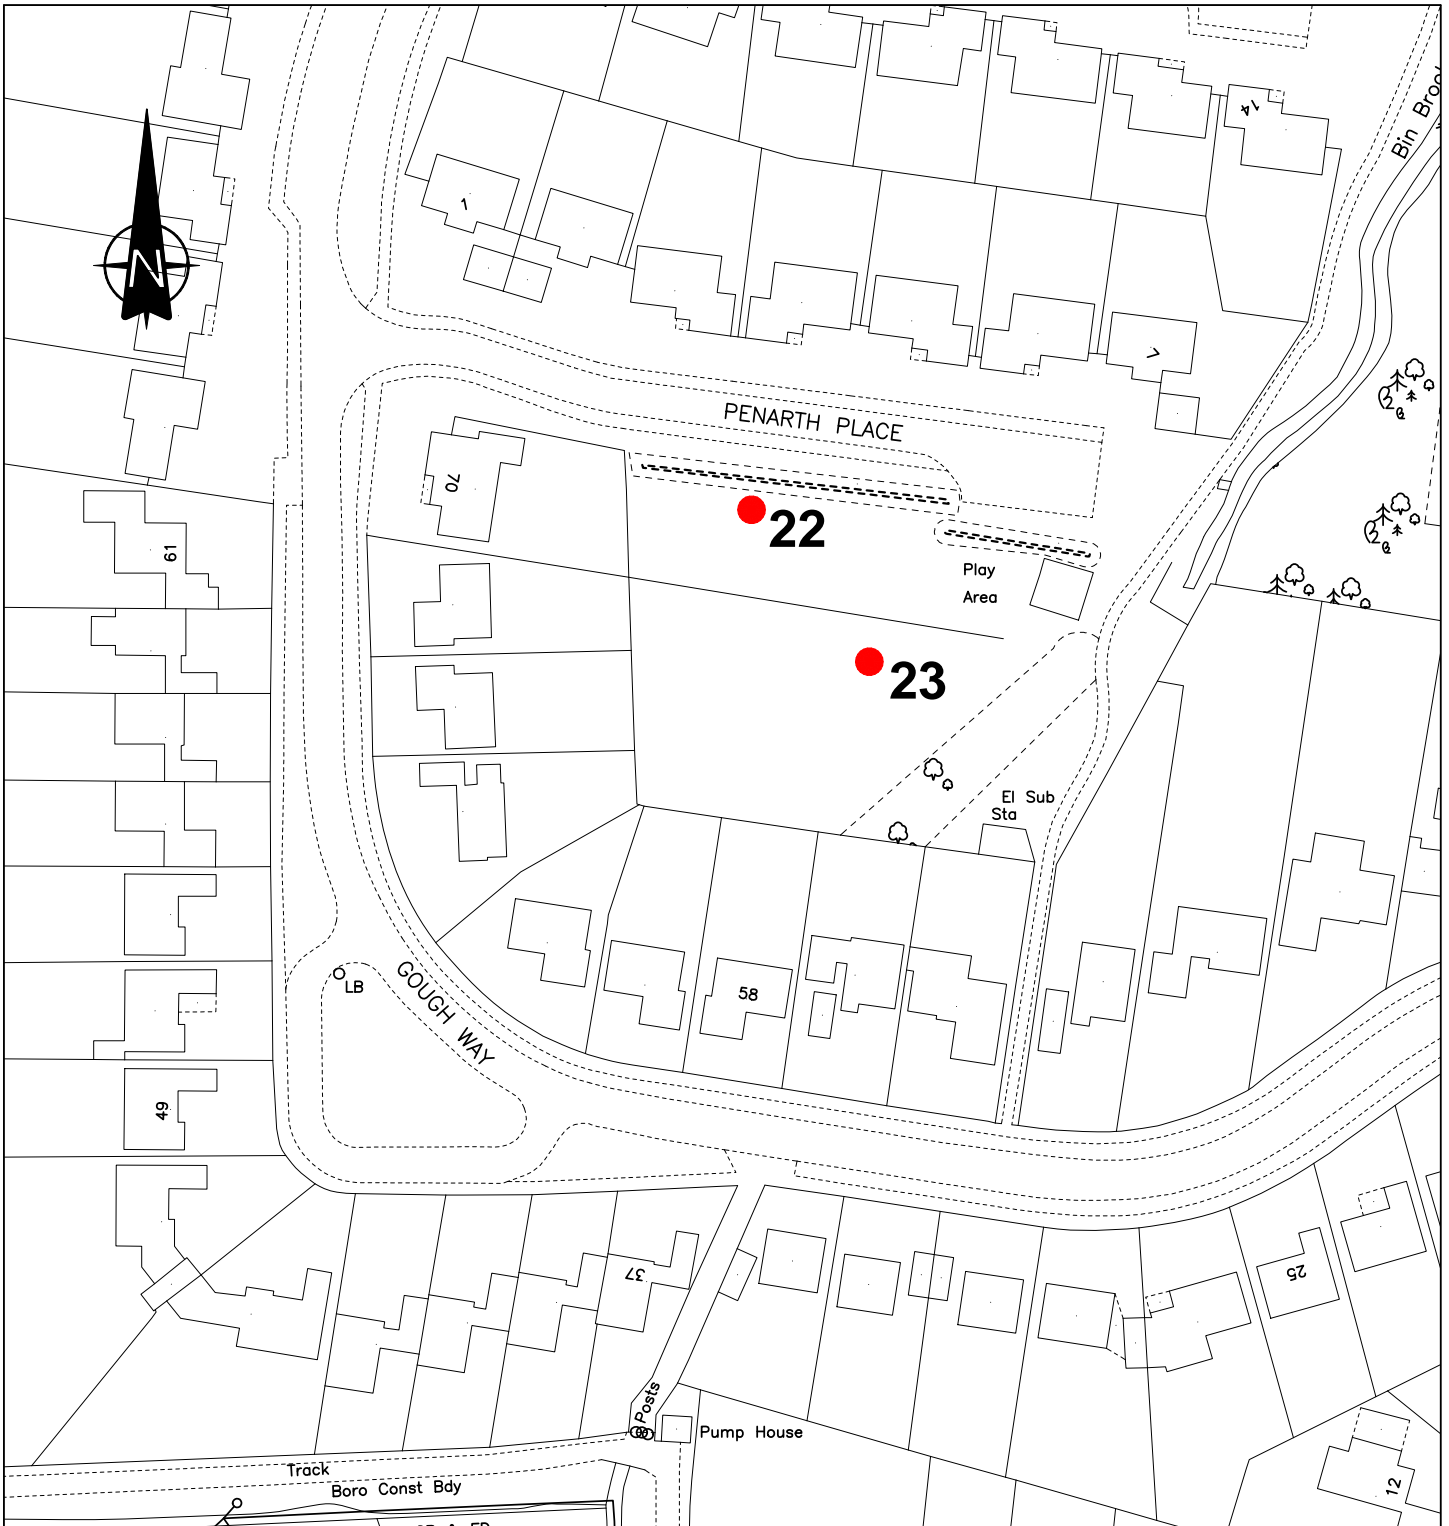 Bin Broo
14
1
N
7
PENARTH PLACE
70
22
61
Play
Area
23
El Sub
Sta
LB
GOUGH WAY
58
49
37
25
Posts
Pump House
Track
Boro Const Bdy
12